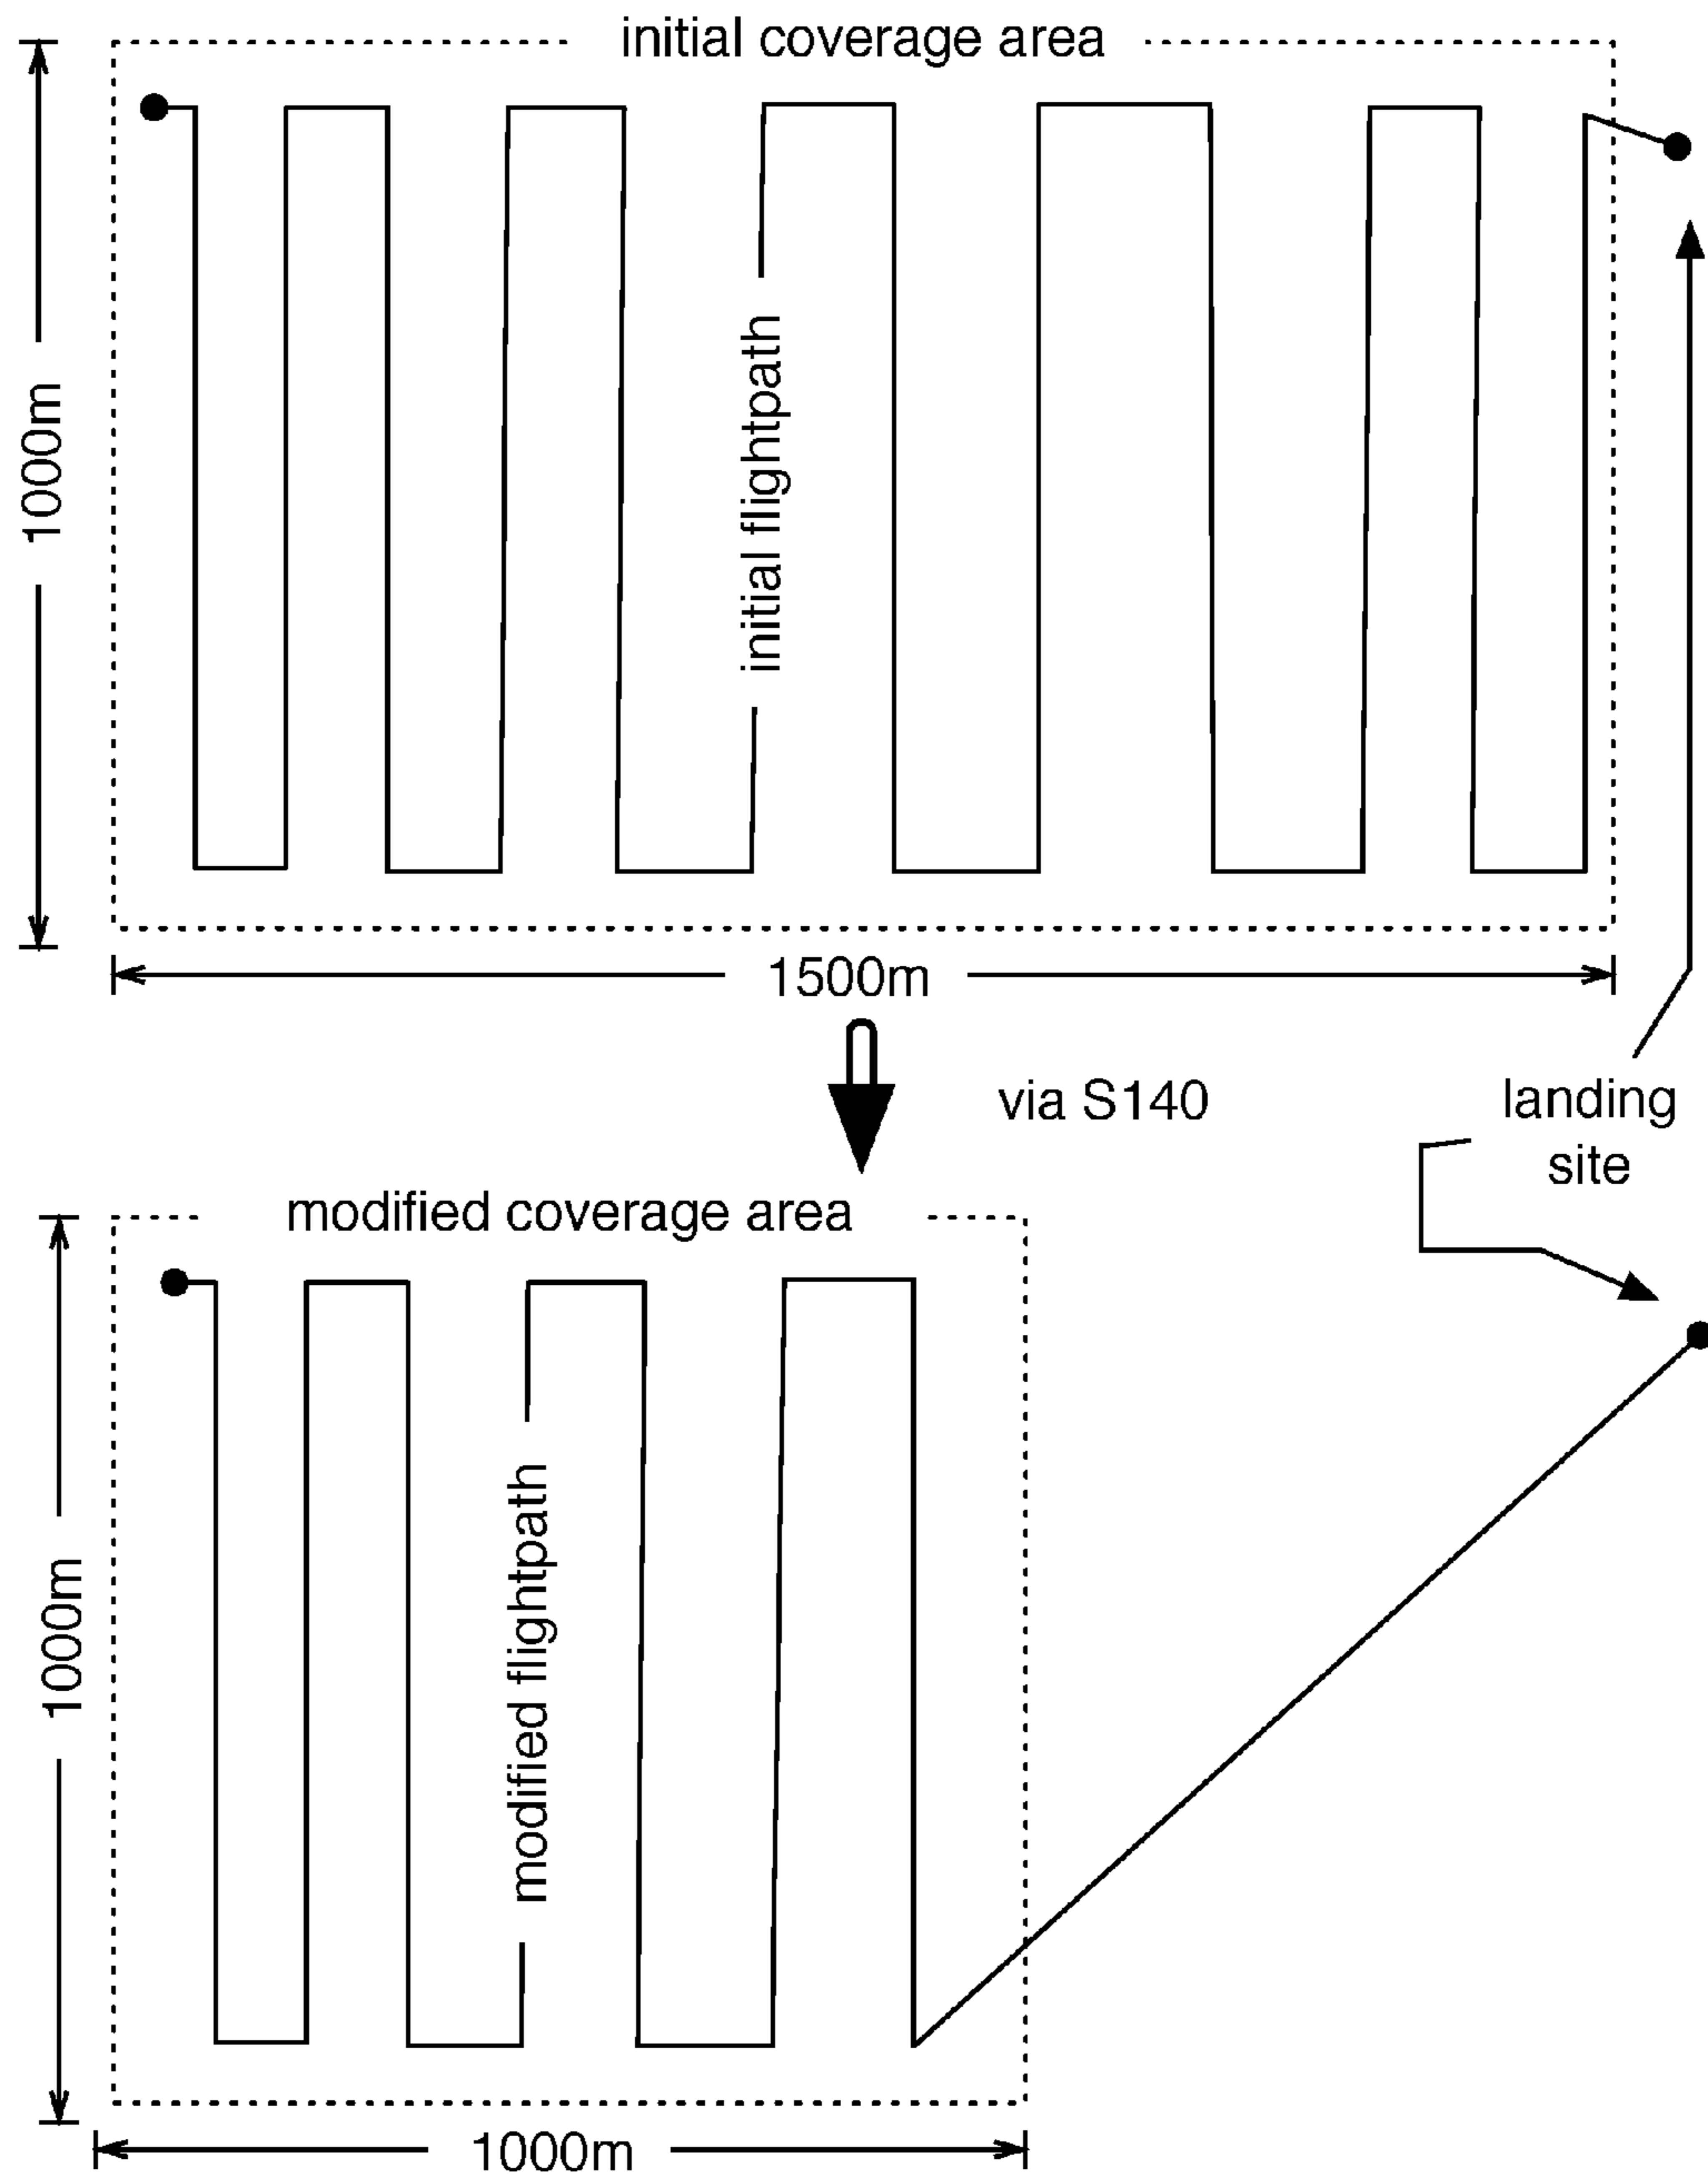 initial coverage area
1000m
initial flightpath
1500m
via S140
landing
site
modified coverage area
1000m
modified flightpath
1000m